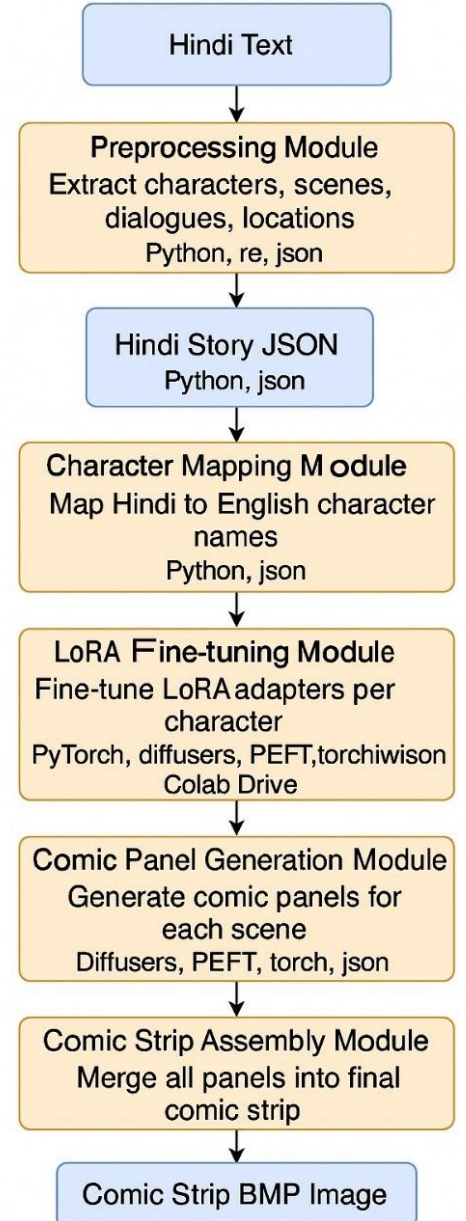 Hindi Text
Preprocessing Module
Extract characters, scenes,
dialogues, locations
Python, re, json
Hindi Story JSON
Python, json
Character Mapping Module
Map Hindi to English character
names
Python, json
LoRA Fine-tuning Module
Fine-tune LoRA adapters per
character
PyTorch, diffusers, PEFT,torchiwison
Colab Drive
Comic Panel Generation Module
Generate comic panels for
each scene
Diffusers, PEFT, torch, json
Comic Strip Assembly Module
Merge all panels into final
comic strip
Comic Strip BMP Image